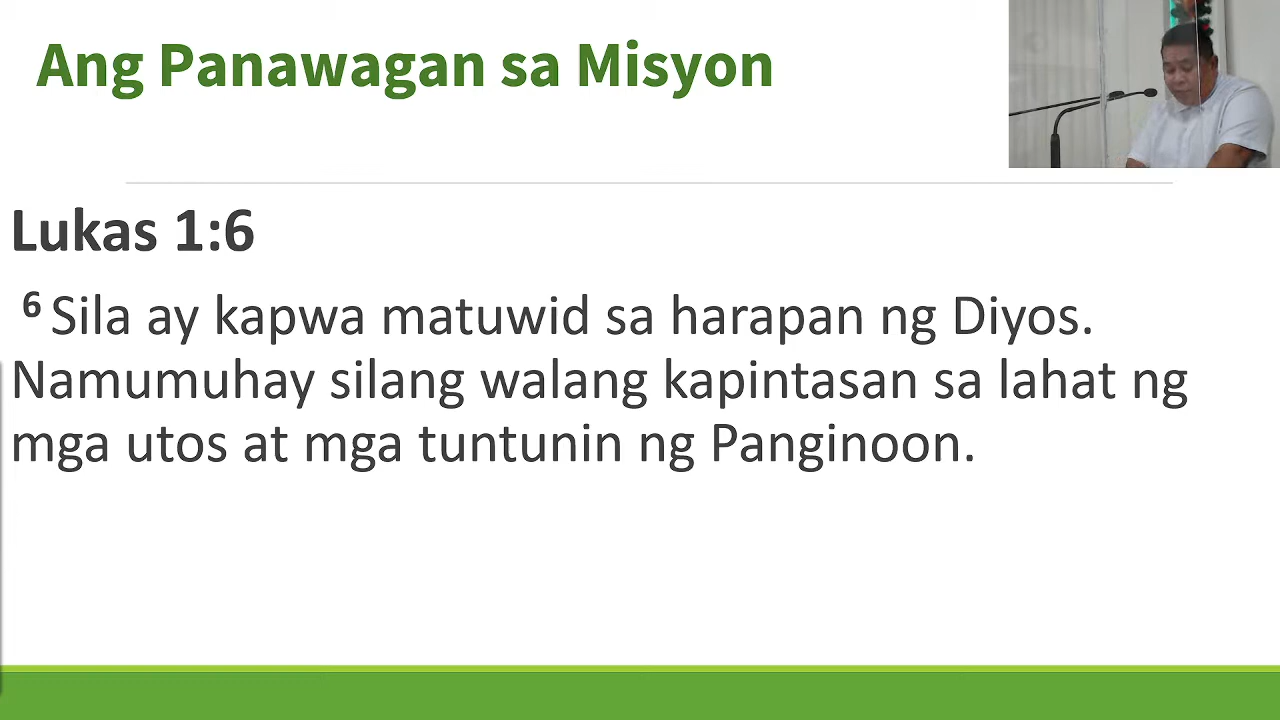 Ang Panawagan sa Misyon
Lukas 1:6
6 Sila ay kapwa matuwid sa harapan ng Diyos.
Namumuhay silang walang kapintasan sa lahat ng
mga utos at mga tuntunin ng Panginoon.